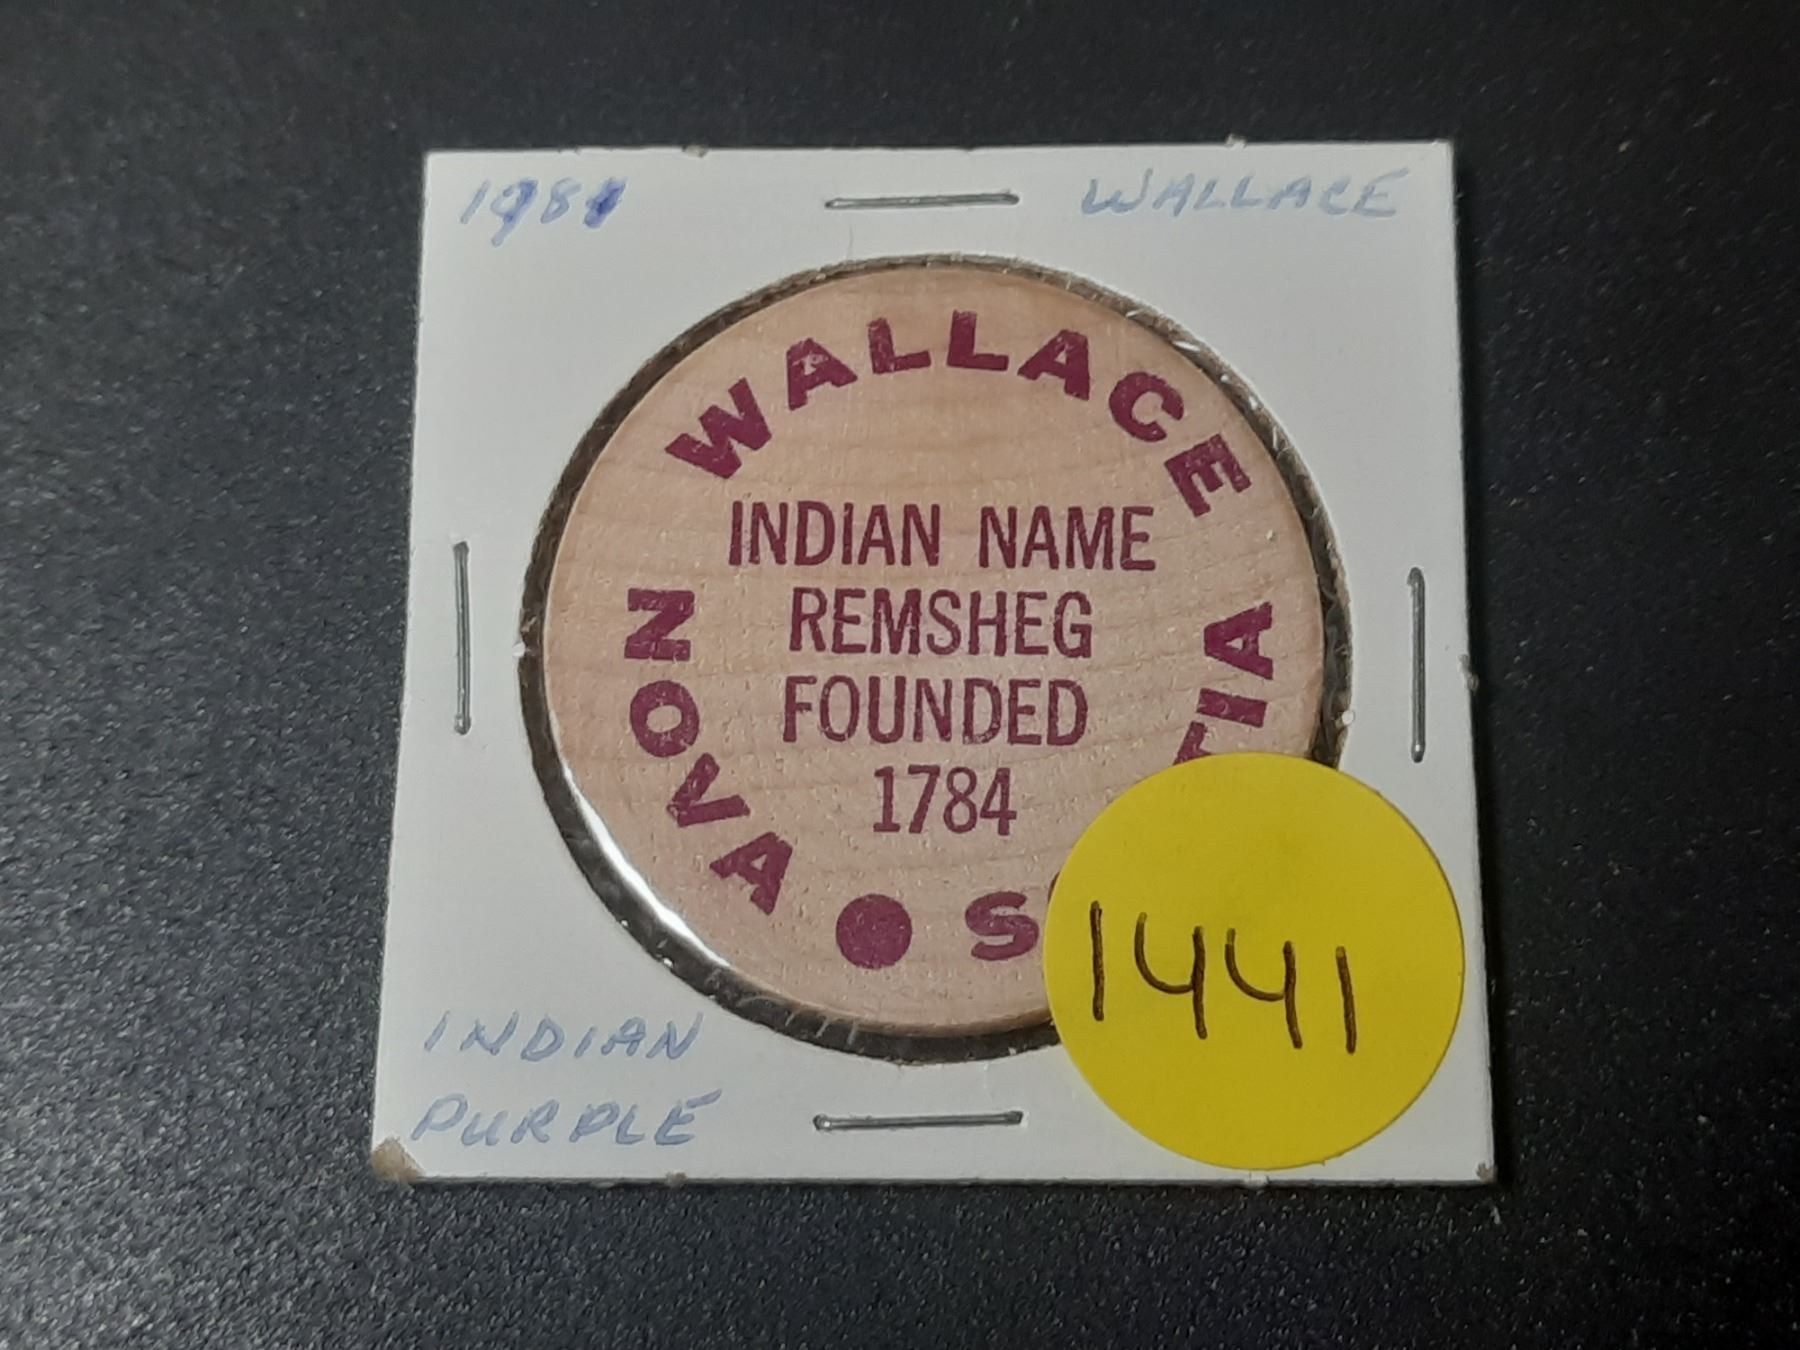 1981
WALLACE
WALLACE
INDIAN NAME
REMSHEG
FOUNDED
1784
NOVA
1441
INDIAN
PURPLE